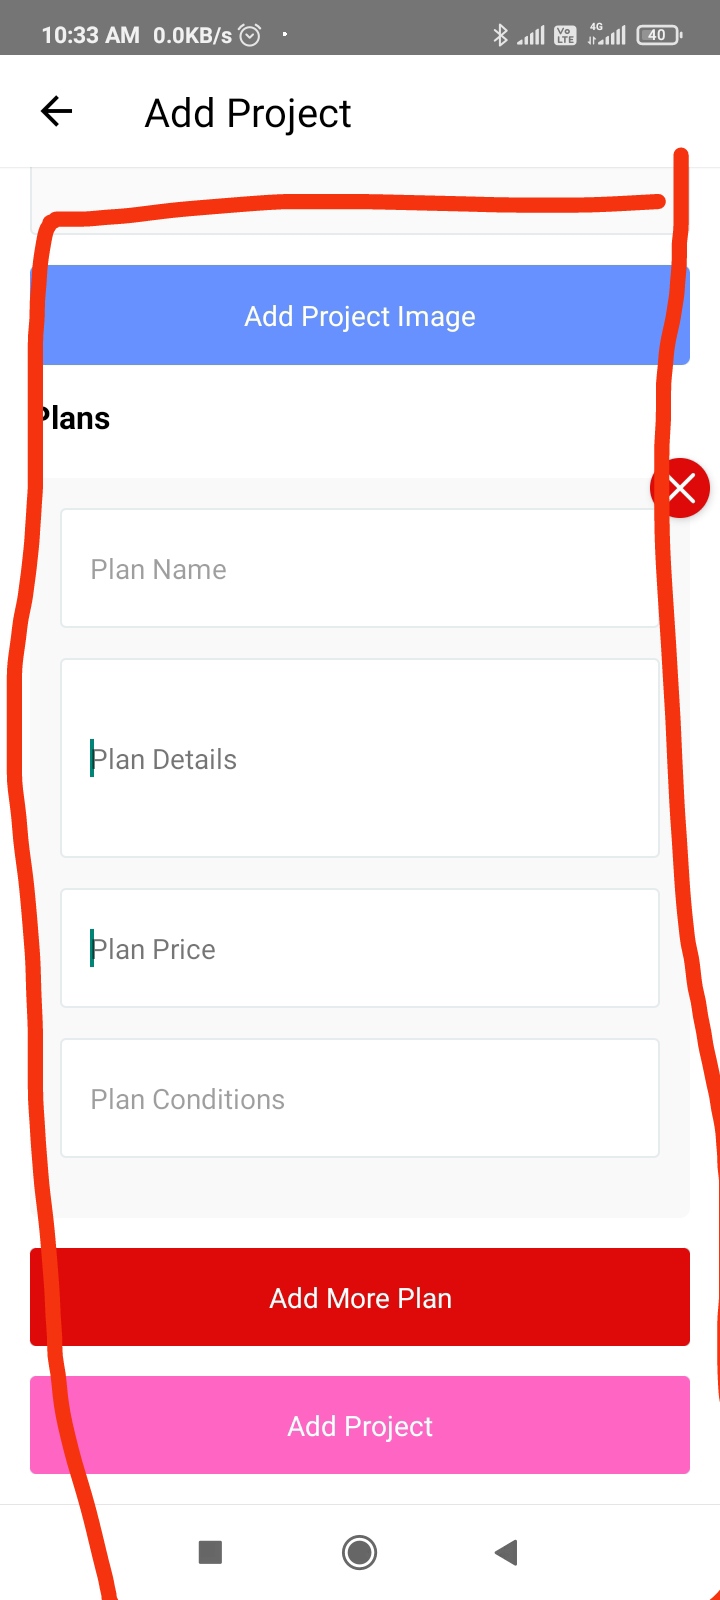 10:33 AM 0.0KB/s
Vo LTE 4G 40
Add Project
Add Project Image
Plans
Plan Name
Plan Details
Plan Price
Plan Conditions
Add More Plan
Add Project